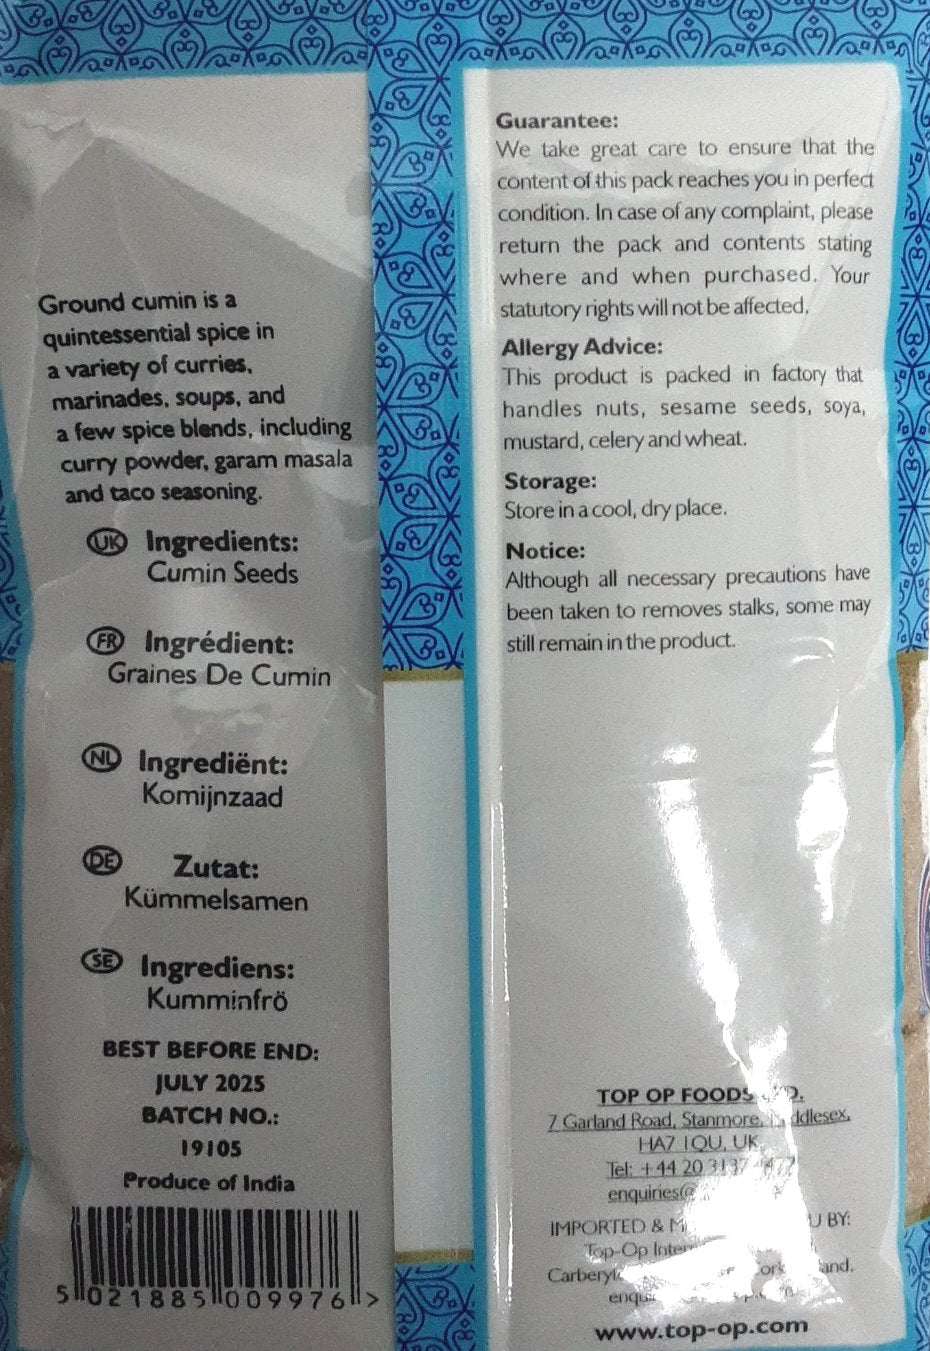 Ground cumin is a
quintessential spice in
a variety of curries,
marinades, soups, and
a few spice blends, including
curry powder, garam masala
and taco seasoning.
UK Ingredients:
Cumin Seeds
FR Ingrédient:
Graines De Cumin
NL Ingrediënt:
Komijnzaad
DE Zutat:
Kümmelsamen
SE Ingrediens:
Kumminfrö
BEST BEFORE END:
JULY 2025
BATCH NO.:
19105
Produce of India
5 021885 009976 >
Guarantee:
We take great care to ensure that the
content of this pack reaches you in perfect
condition. In case of any complaint, please
return the pack and contents stating
where and when purchased. Your
statutory rights will not be affected.
Allergy Advice:
This product is packed in factory that
handles nuts, sesame seeds, soya,
mustard, celery and wheat.
Storage:
Store in a cool, dry place.
Notice:
Although all necessary precautions have
been taken to removes stalks, some may
still remain in the product.
TOP OP FOODS
7 Garland Road, Stanmore,
HA7 1QU, UK
Tel: +44 20 3137
IMPORTED & BY:
Top-Op
www.top-op.com